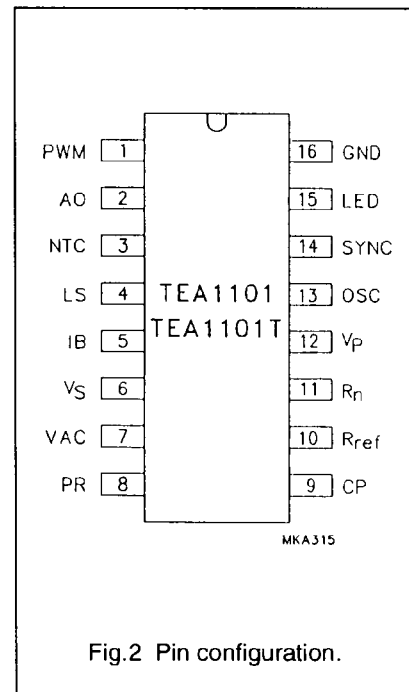 PWM 1 16 GND
AO 2 15 LED
NTC 3 14 SYNC
LS 4 TEA1101 13 OSC
TEA1101T
IB 5 12 VP
VS 6 11 Rn
VAC 7 10 Rref
PR 8 9 CP
MKA315
Fig.2 Pin configuration.